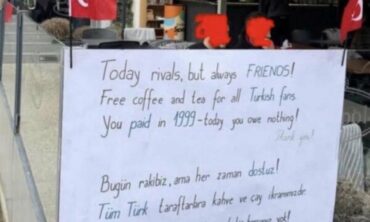 Today rivals, but always FRIENDS!
Free coffee and tea for all Turkish fans.
You paid in 1999-today you owe nothing!
Thank you!
Bugün rakibiz, ama her zaman dostuz!
Tüm Türk taraftarlara kahve ve çay ikramımızdır.